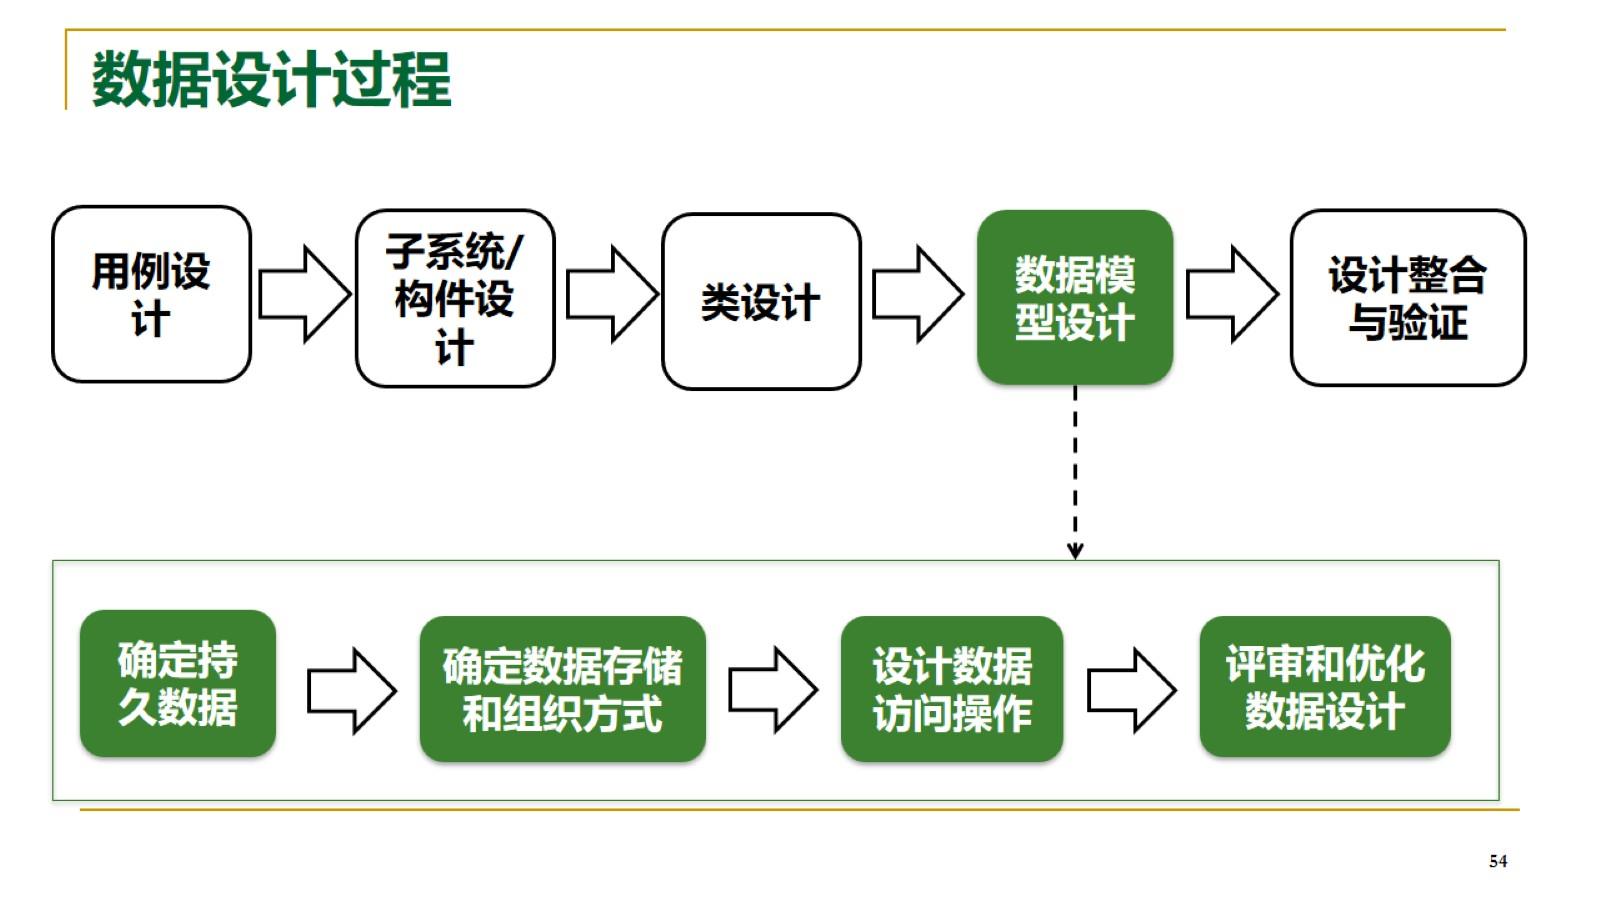 数据设计过程
用例设
计
子系统/
构件设
计
类设计
数据模
型设计
设计整合
与验证
确定持
久数据
确定数据存储
和组织方式
设计数据
访问操作
评审和优化
数据设计
54